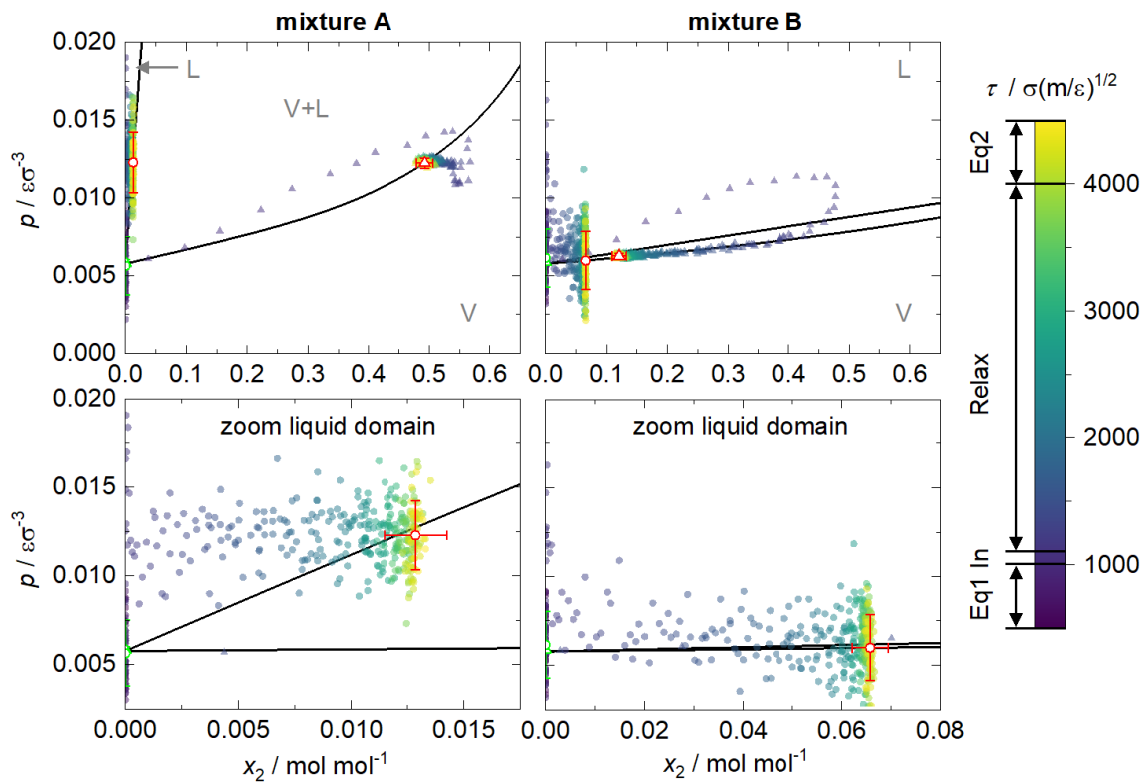 mixture A
mixture B
p / εσ⁻³
0.020
0.015
0.010
0.005
0.000
L
V+L
V
L
V
0.0 0.1 0.2 0.3 0.4 0.5 0.6
0.0 0.1 0.2 0.3 0.4 0.5 0.6
τ / σ(m/ε)^1/2
Eq2
Relax
Eq1 In
4000
3000
2000
1000
p / εσ⁻³
0.020
0.015
0.010
0.005
zoom liquid domain
zoom liquid domain
0.000 0.005 0.010 0.015
0.00 0.02 0.04 0.06 0.08
x₂ / mol mol⁻¹
x₂ / mol mol⁻¹